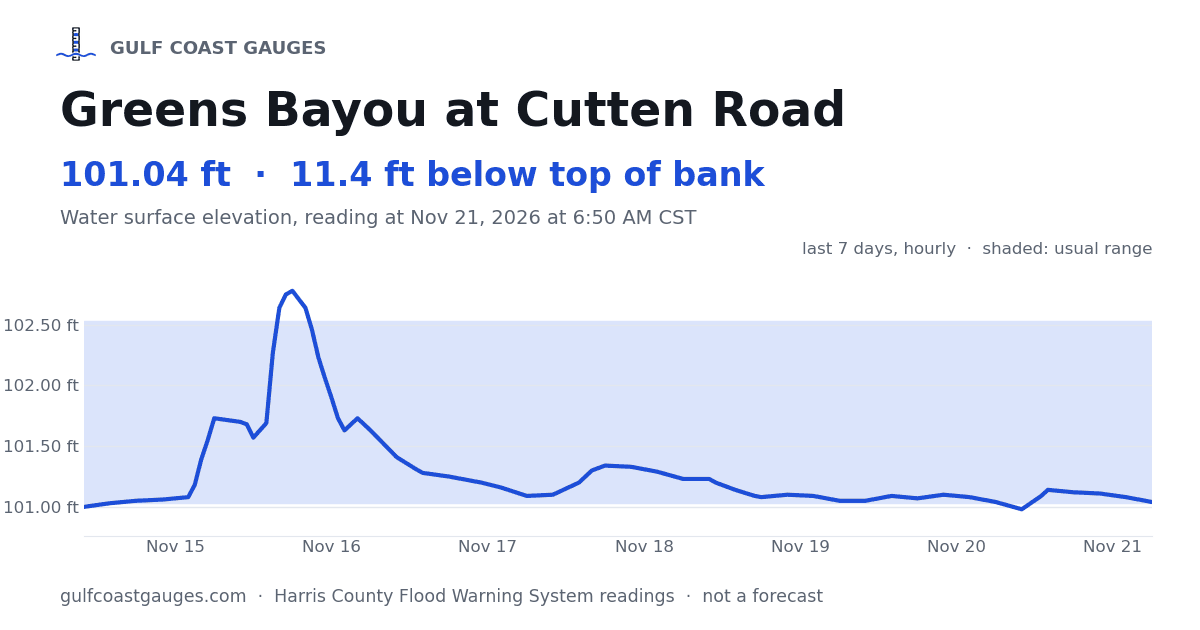 GULF COAST GAUGES
Greens Bayou at Cutten Road
101.04 ft · 11.4 ft below top of bank
Water surface elevation, reading at Nov 21, 2026 at 6:50 AM CST
last 7 days, hourly · shaded: usual range
102.50 ft
102.00 ft
101.50 ft
101.00 ft
Nov 15 Nov 16 Nov 17 Nov 18 Nov 19 Nov 20 Nov 21
gulfcoastgauges.com · Harris County Flood Warning System readings · not a forecast